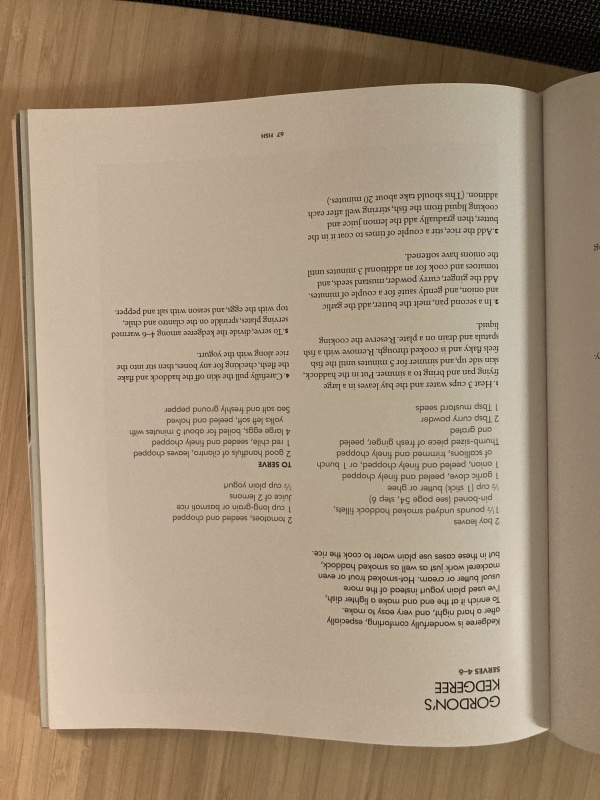 GORDON'S
KEDGEREE
SERVES 4–6
Kedgeree is wonderfully comforting, especially
after a hard night, and very easy to make.
To enrich it at the end and make a lighter dish,
I've used plain yogurt instead of the more
usual butter or cream. Hot-smoked trout or even
mackerel work just as well as smoked haddock,
but in these cases use plain water to cook the rice.
2 bay leaves
1½ pounds undyed smoked haddock fillets,
pin-boned (see page 54, step 6)
½ cup (1 stick) butter or ghee
1 garlic clove, peeled and finely chopped
1 onion, peeled and finely chopped, or 1 bunch
of scallions, trimmed and finely chopped
Thumb-sized piece of fresh ginger, peeled
and grated
2 Tbsp curry powder
1 Tbsp mustard seeds
2 tomatoes, seeded and chopped
1 cup long-grain or basmati rice
Juice of 2 lemons
½ cup plain yogurt
TO SERVE
2 good handfuls of cilantro, leaves chopped
1 red chile, seeded and finely chopped
4 large eggs, boiled for about 5 minutes with
yolks left soft, peeled and halved
Sea salt and freshly ground pepper
1. Heat 3 cups water and the bay leaves in a large
frying pan and bring to a simmer. Put in the haddock,
skin side up, and simmer for 5 minutes until the fish
feels flaky and is cooked through. Remove with a fish
spatula and drain on a plate. Reserve the cooking
liquid.
2. In a second pan, melt the butter, add the garlic
and onion, and gently sauté for a couple of minutes.
Add the ginger, curry powder, mustard seeds, and
tomatoes and cook for an additional 3 minutes until
the onions have softened.
3. Add the rice, stir a couple of times to coat it in the
butter, then gradually add the lemon juice and
cooking liquid from the fish, stirring well after each
addition. (This should take about 20 minutes.)
4. Carefully pull the skin off the haddock and flake
the flesh, checking for any bones, then stir into the
rice along with the yogurt.
5. To serve, divide the kedgeree among 4–6 warmed
serving plates, sprinkle on the cilantro and chile,
top with the eggs, and season with salt and pepper.
67 FISH